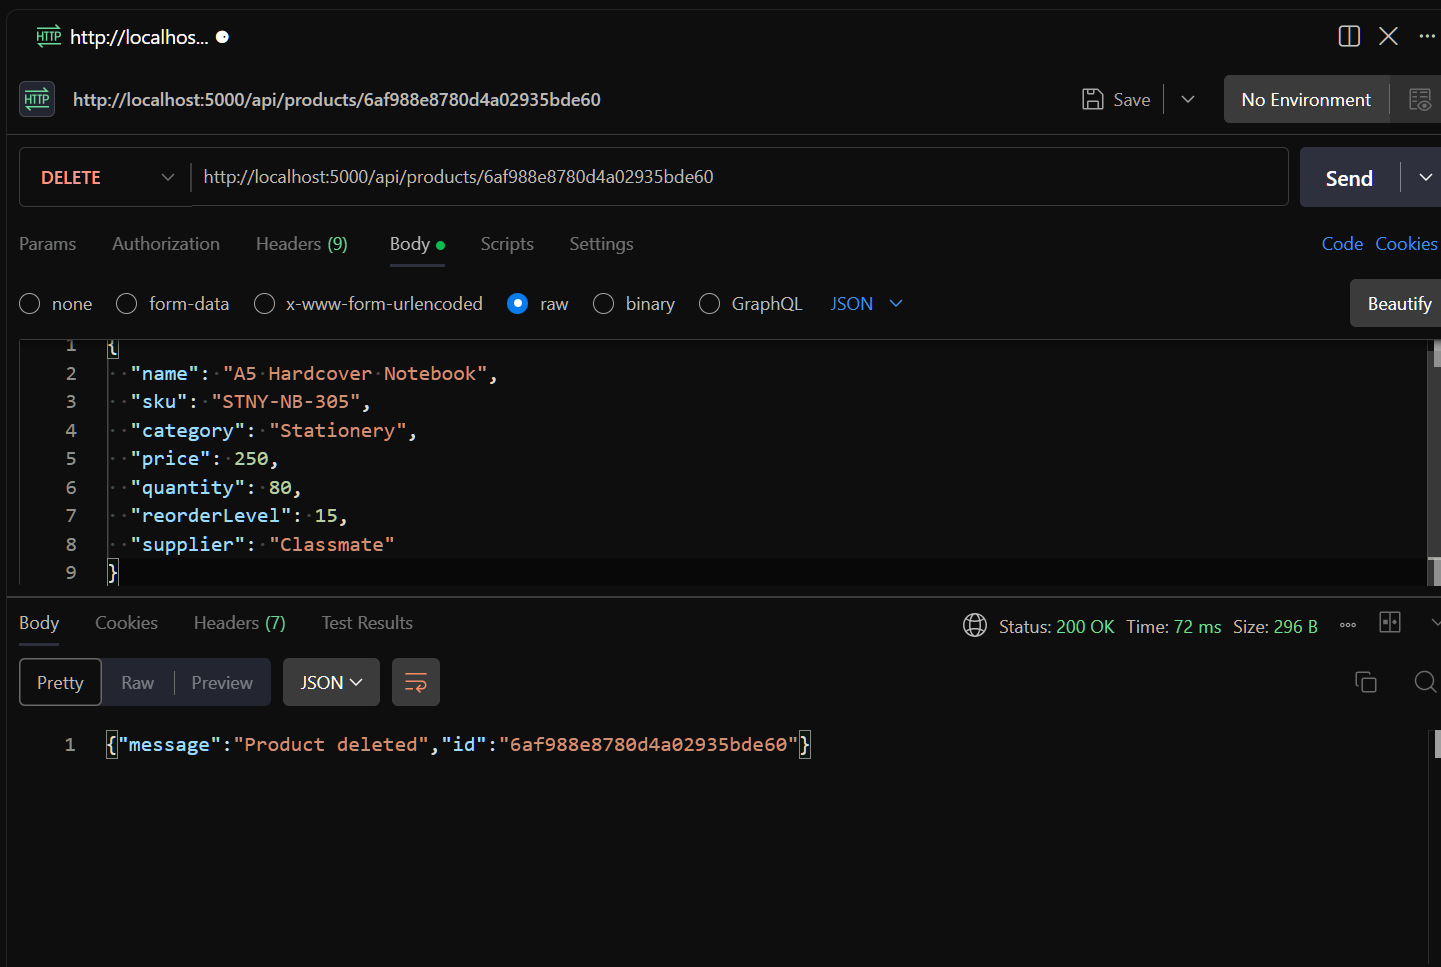 HTTP http://localhos...
HTTP http://localhost:5000/api/products/6af988e8780d4a02935bde60 Save No Environment
DELETE http://localhost:5000/api/products/6af988e8780d4a02935bde60 Send
Params Authorization Headers (9) Body Scripts Settings Code Cookies
none form-data x-www-form-urlencoded raw binary GraphQL JSON Beautify
1 {
2 "name": "A5 Hardcover Notebook",
3 "sku": "STNY-NB-305",
4 "category": "Stationery",
5 "price": 250,
6 "quantity": 80,
7 "reorderLevel": 15,
8 "supplier": "Classmate"
9 }
Body Cookies Headers (7) Test Results Status: 200 OK Time: 72 ms Size: 296 B
Pretty Raw Preview JSON
1 {"message":"Product deleted","id":"6af988e8780d4a02935bde60"}